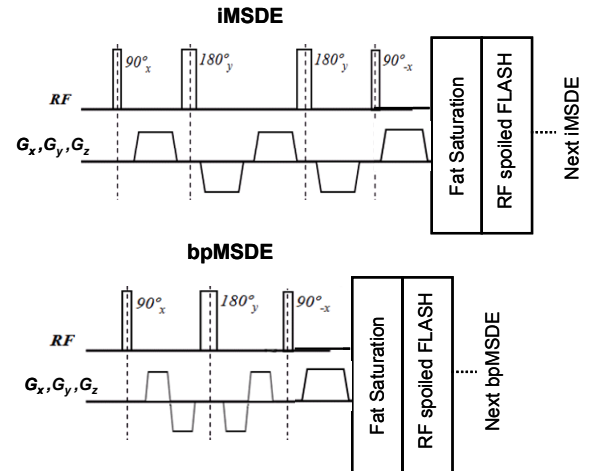 iMSDE
90°x 180°y 180°y 90°-x
RF
Gx,Gy,Gz
Fat Saturation
RF spoiled FLASH
Next iMSDE
bpMSDE
90°x 180°y 90°-x
RF
Gx,Gy,Gz
Fat Saturation
RF spoiled FLASH
Next bpMSDE